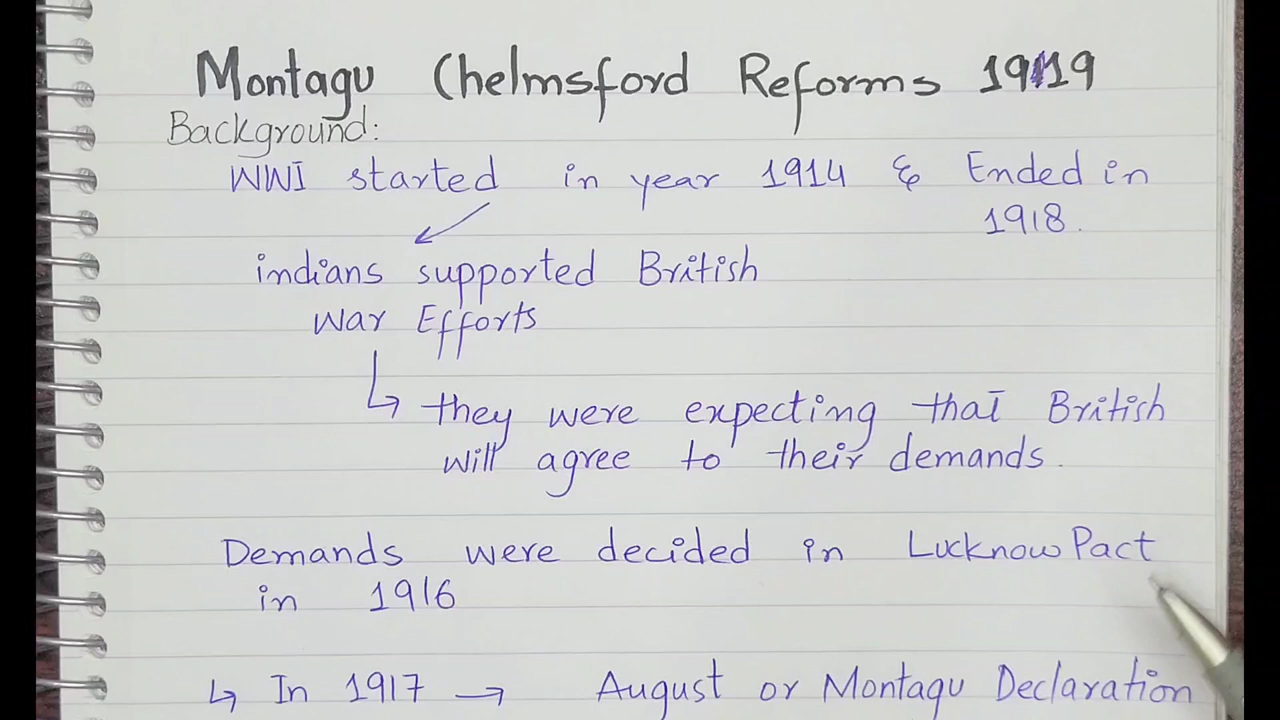 Montagu Chelmsford Reforms 1919
Background:
WWI started in year 1914 & Ended in
1918.
indians supported British
War Efforts
↳ they were expecting that British
will agree to their demands.
Demands were decided in Lucknow Pact
in 1916
↳ In 1917 → August or Montagu Declaration